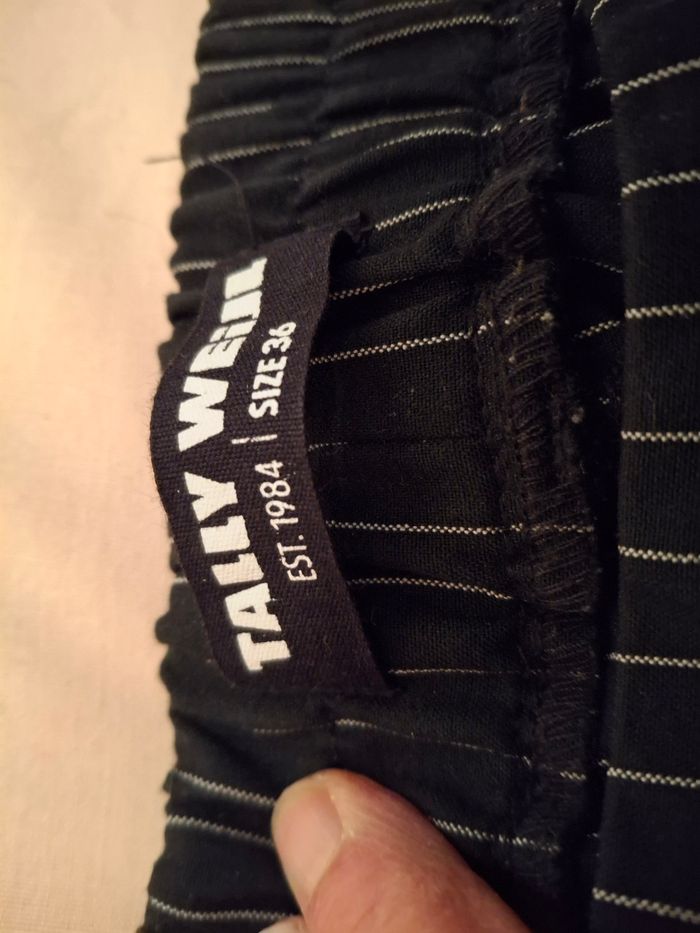 TALLY WEiJL
EST. 1984 | SIZE 36